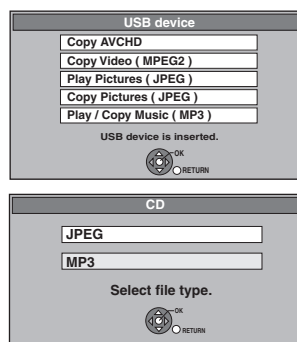 USB device
Copy AVCHD
Copy Video ( MPEG2 )
Play Pictures ( JPEG )
Copy Pictures ( JPEG )
Play / Copy Music ( MP3 )
USB device is inserted.
OK
RETURN
CD
JPEG
MP3
Select file type.
OK
RETURN